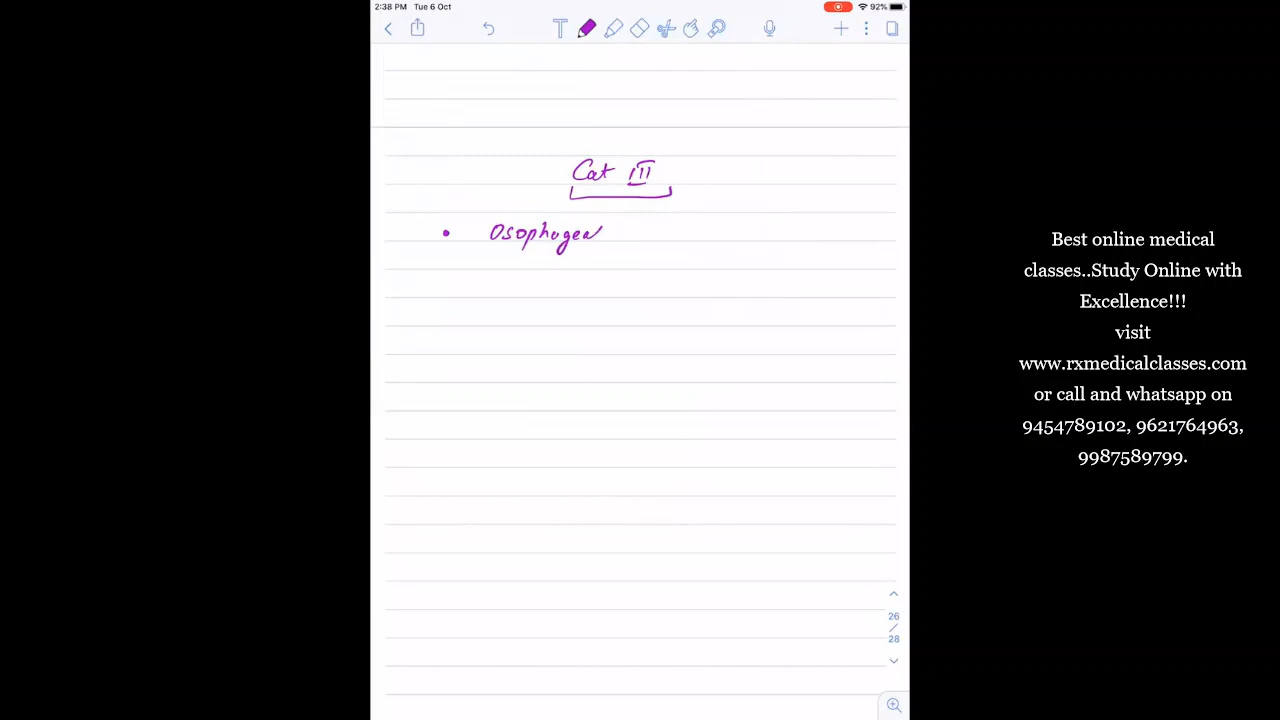 2:38 PM Tue 6 Oct
92%
T
Cat III
• Osophagea
26
/
28
Best online medical
classes..Study Online with
Excellence!!!
visit
www.rxmedicalclasses.com
or call and whatsapp on
9454789102, 9621764963,
9987589799.